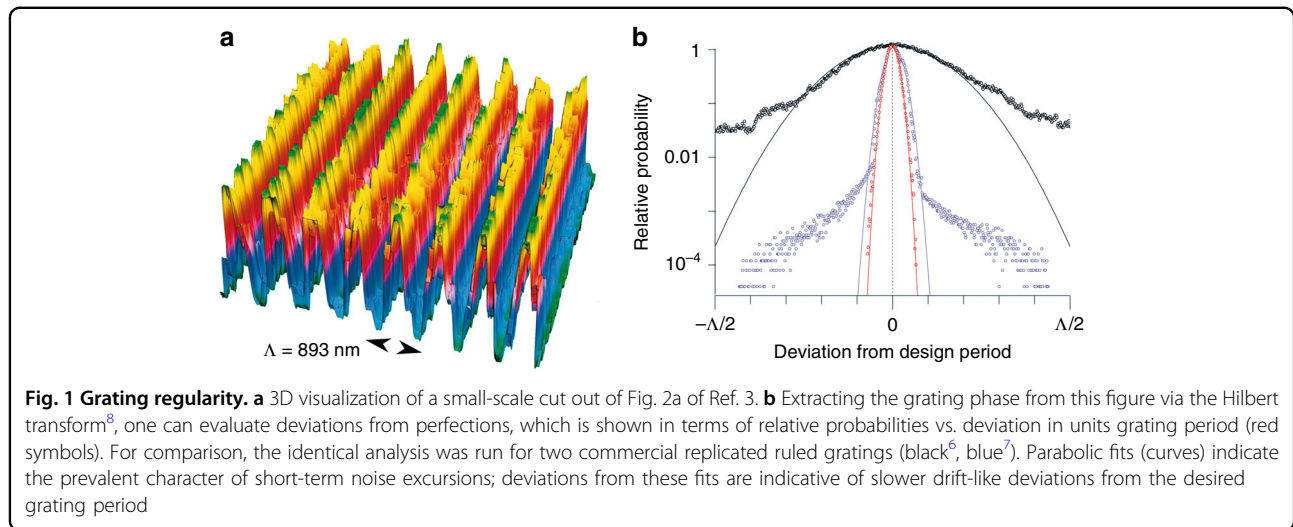 a
Λ = 893 nm
b
Relative probability
1
0.01
10⁻⁴
−Λ/2
0
Λ/2
Deviation from design period
Fig. 1 Grating regularity. a 3D visualization of a small-scale cut out of Fig. 2a of Ref. 3. b Extracting the grating phase from this figure via the Hilbert
transform⁸, one can evaluate deviations from perfections, which is shown in terms of relative probabilities vs. deviation in units grating period (red
symbols). For comparison, the identical analysis was run for two commercial replicated ruled gratings (black⁶, blue⁷). Parabolic fits (curves) indicate
the prevalent character of short-term noise excursions; deviations from these fits are indicative of slower drift-like deviations from the desired
grating period